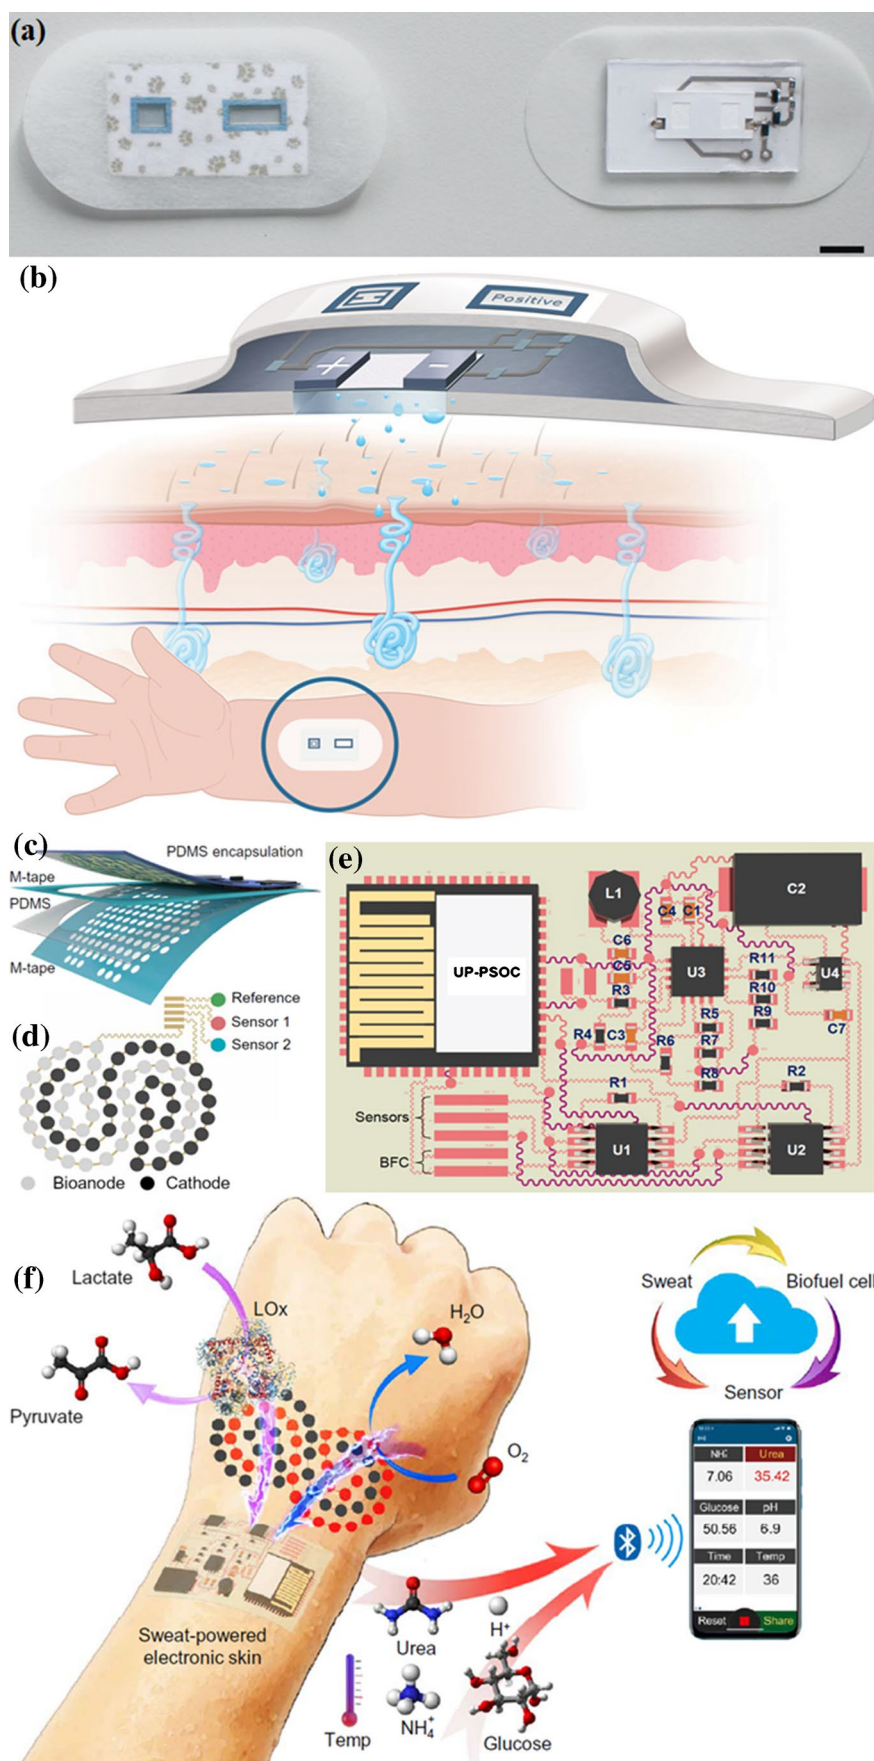 (a)
(b)
Positive
+
-
(c)
PDMS encapsulation
M-tape
PDMS
M-tape
(d)
Reference
Sensor 1
Sensor 2
Bioanode
Cathode
(e)
L1
C4
C1
C2
C6
UP-PSOC
C5
U3
R11
U4
R3
R10
R5
R9
R4
C3
R7
C7
R6
R8
R1
R2
Sensors
BFC
U1
U2
(f)
Lactate
LOx
H2O
Pyruvate
O2
Sweat
Biofuel cell
Sensor
NH4+
Urea
7.06
35.42
Glucose
pH
50.56
6.9
Time
Temp
20:42
36
Reset
Share
Sweat-powered
electronic skin
Urea
H+
Temp
NH4+
Glucose